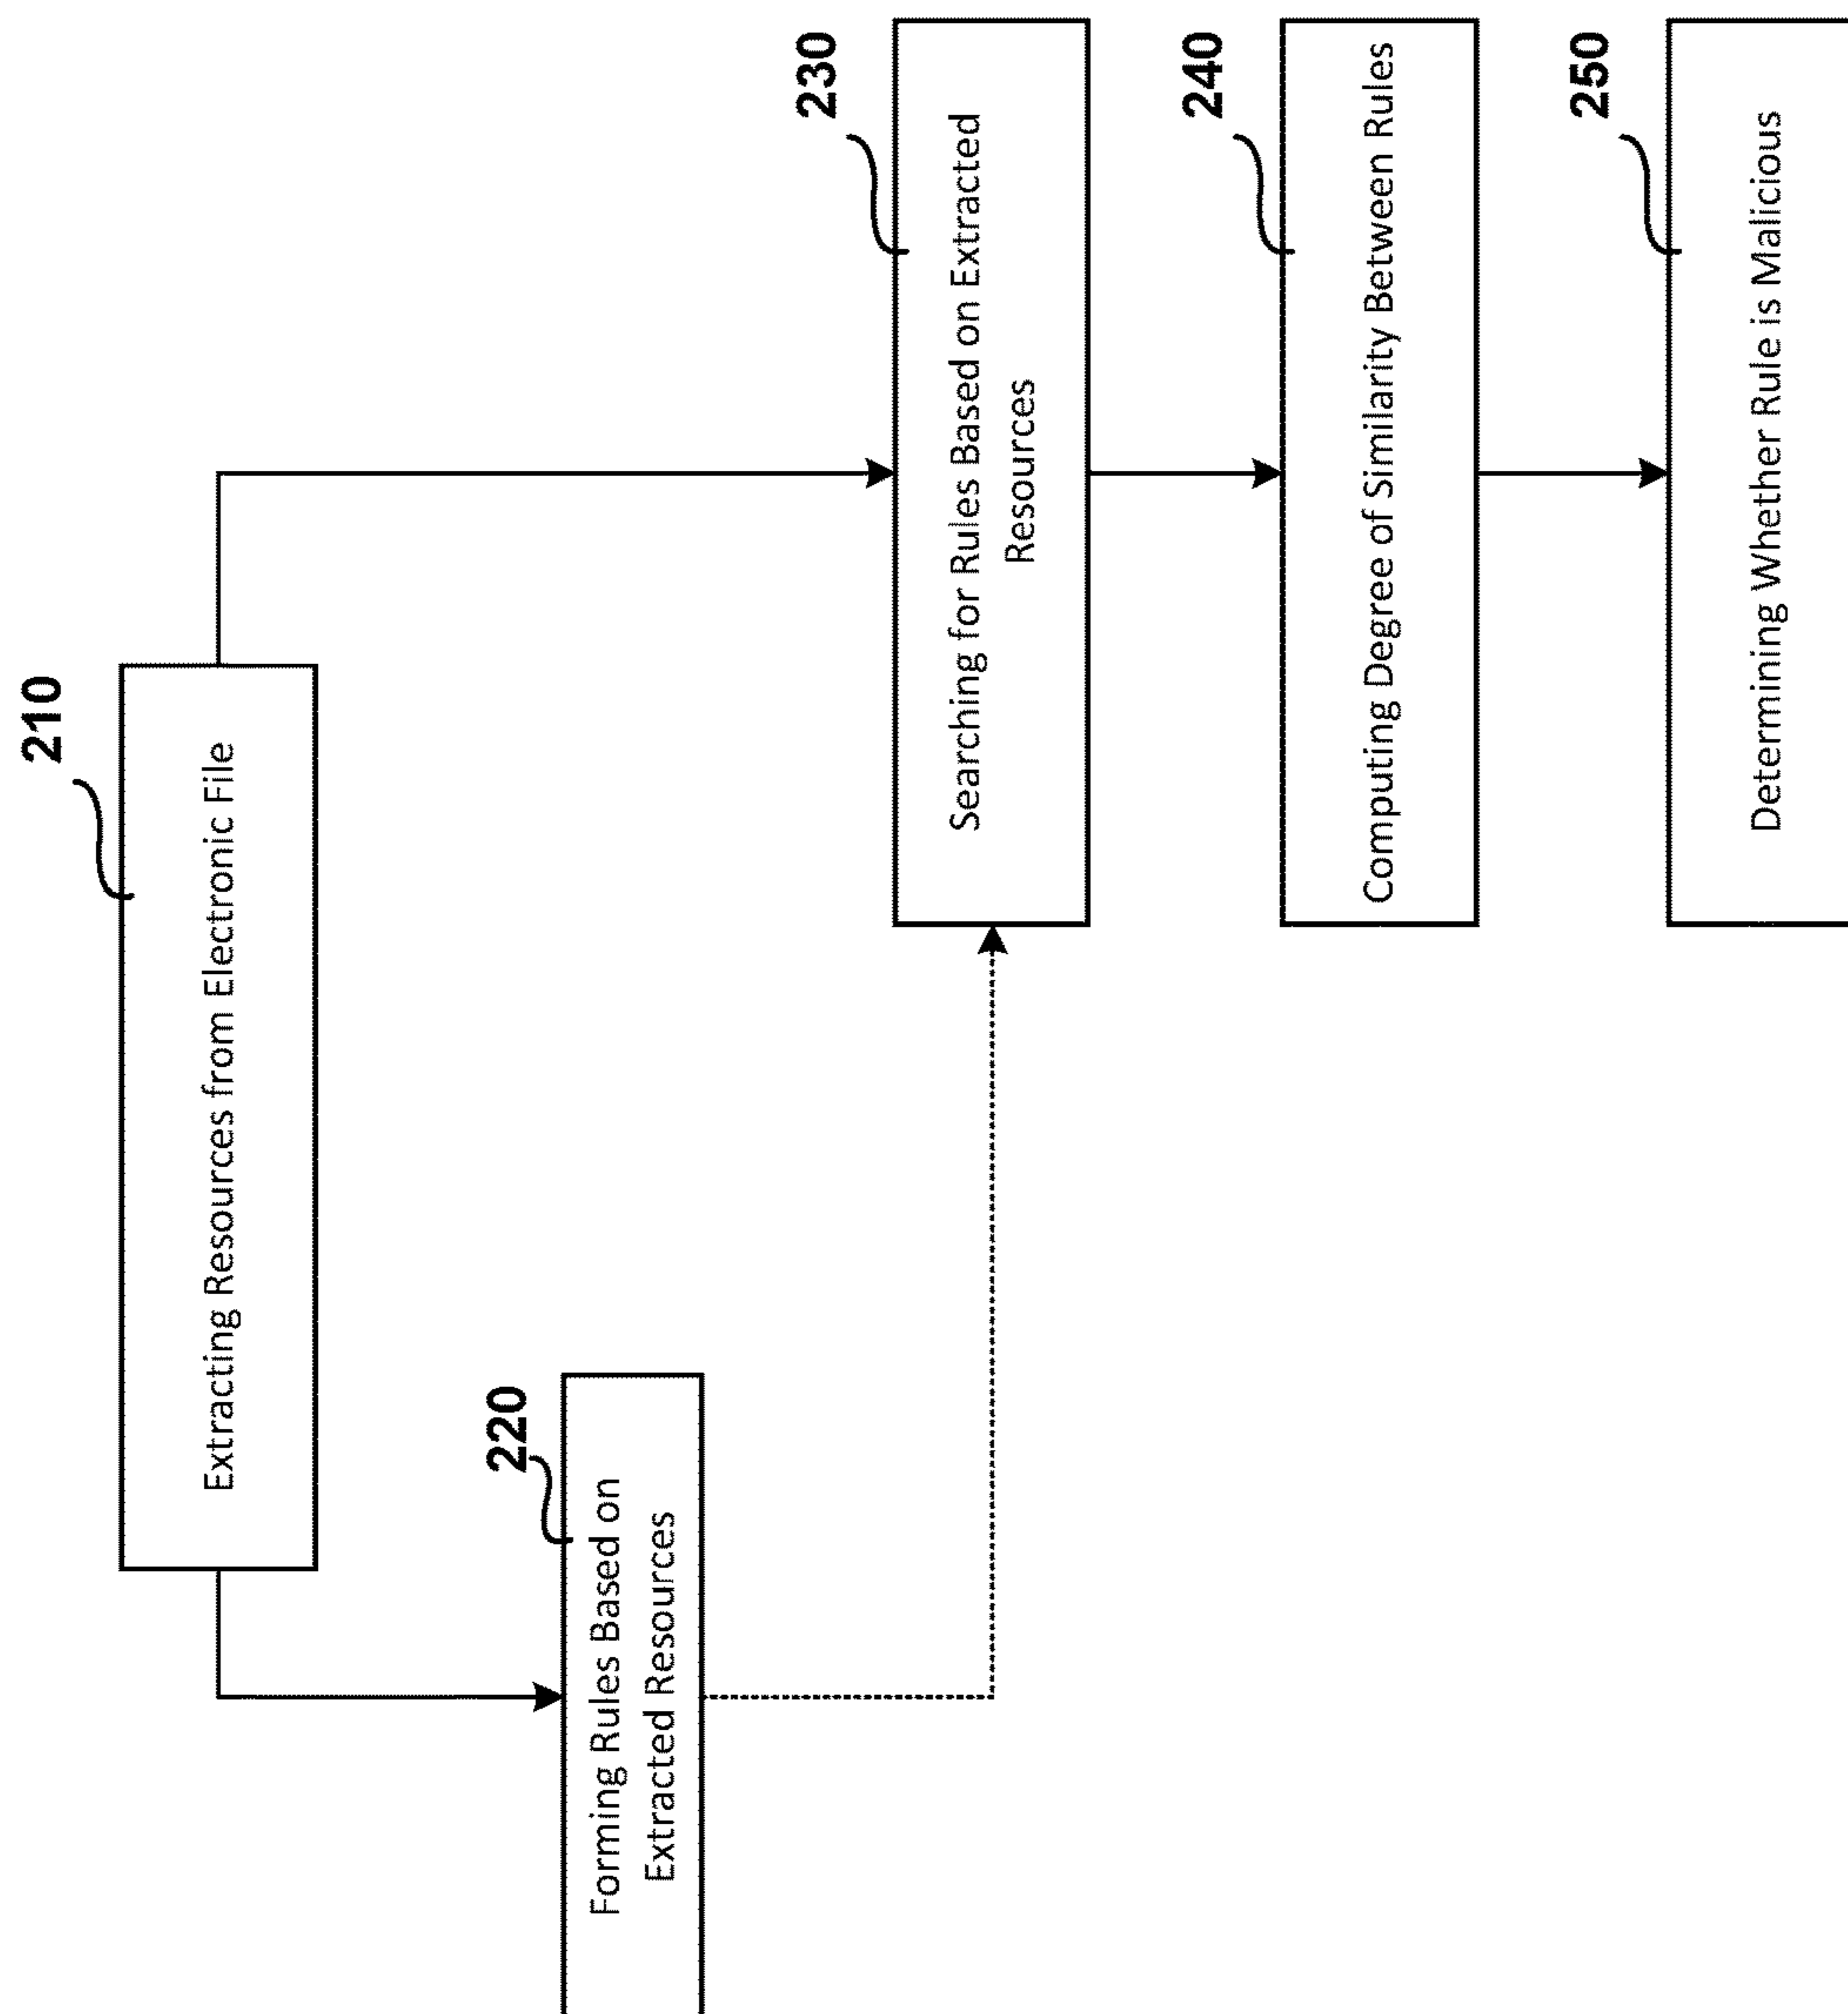 210
Extracting Resources from Electronic File
220
Forming Rules Based on
Extracted Resources
230
Searching for Rules Based on Extracted
Resources
240
Computing Degree of Similarity Between Rules
250
Determining Whether Rule is Malicious